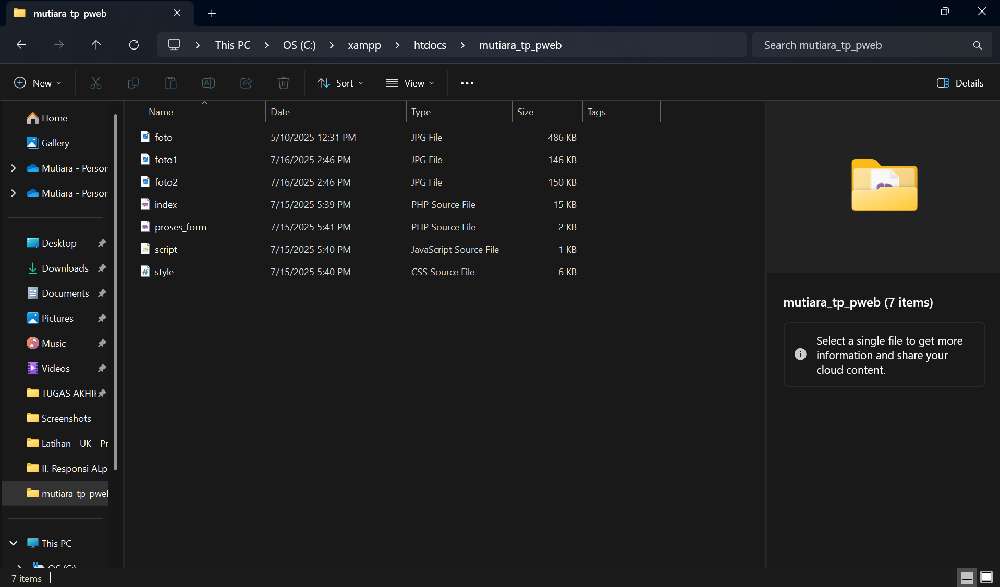 mutiara_tp_pweb
This PC > OS (C:) > xampp > htdocs > mutiara_tp_pweb
Search mutiara_tp_pweb
New
Sort
View
Details
Home
Gallery
Mutiara - Person
Mutiara - Person
Desktop
Downloads
Documents
Pictures
Music
Videos
TUGAS AKHI
Screenshots
Latihan - UK - Pr
II. Responsi ALpr
mutiara_tp_pweb
This PC
OS (C:)
Name Date Type Size Tags
foto 5/10/2025 12:31 PM JPG File 486 KB
foto1 7/16/2025 2:46 PM JPG File 146 KB
foto2 7/16/2025 2:46 PM JPG File 150 KB
index 7/15/2025 5:39 PM PHP Source File 15 KB
proses_form 7/15/2025 5:41 PM PHP Source File 2 KB
script 7/15/2025 5:40 PM JavaScript Source File 1 KB
style 7/15/2025 5:40 PM CSS Source File 6 KB
mutiara_tp_pweb (7 items)
Select a single file to get more
information and share your
cloud content.
7 items